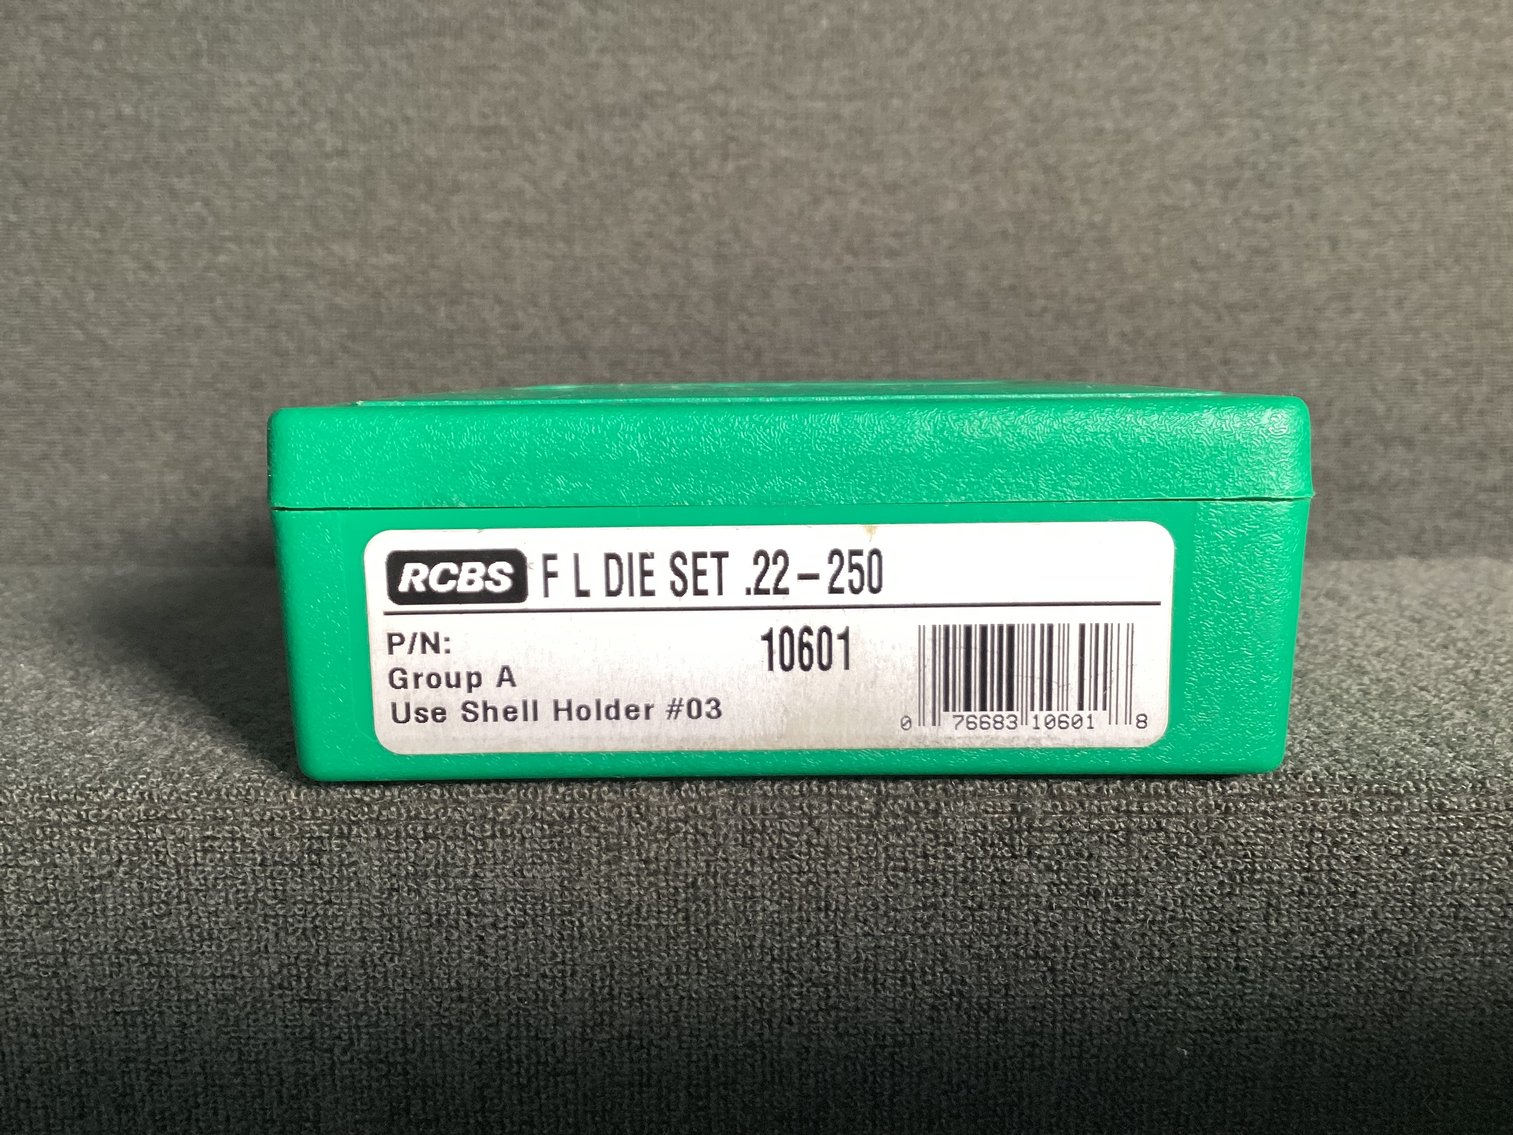 RCBS F L DIE SET .22-250
P/N: 10601
Group A
Use Shell Holder #03
0 76683 10601 8